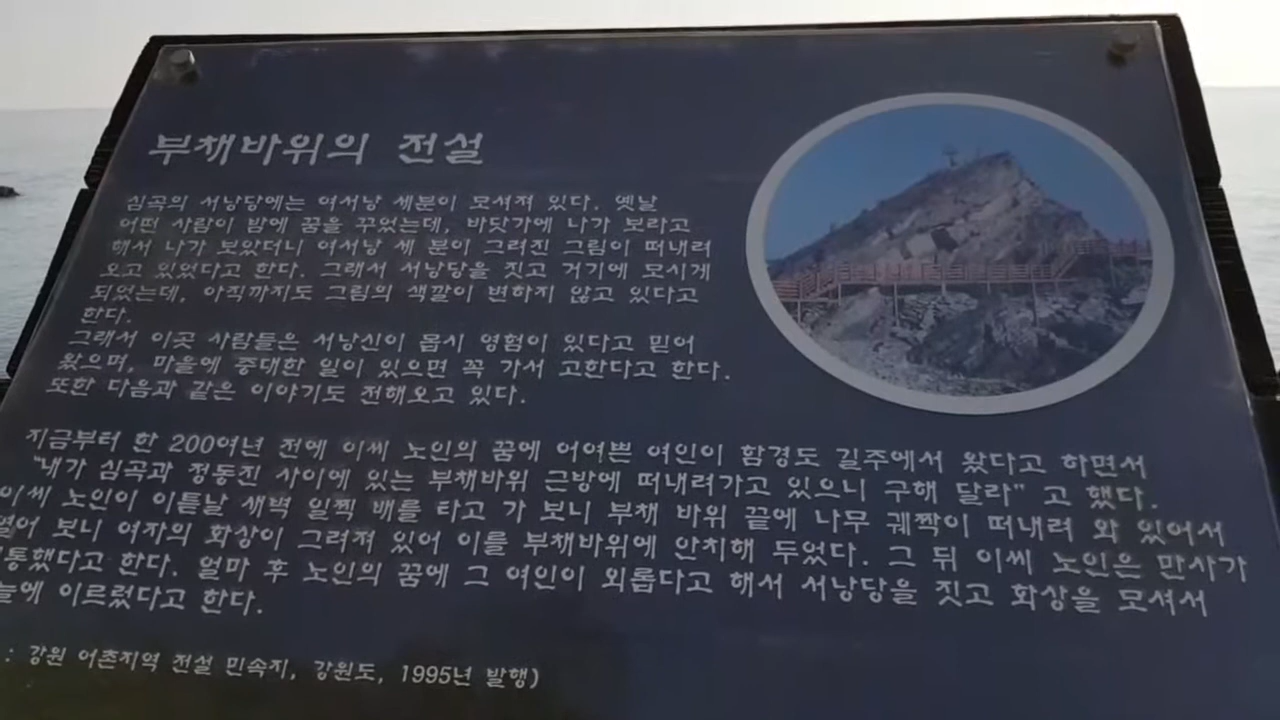 부채바위의 전설
심곡의 서낭당에는 여서낭 세분이 모셔져 있다. 옛날
어떤 사람이 밤에 꿈을 꾸었는데, 바닷가에 나가 보라고
해서 나가 보았더니 여서낭 세 분이 그려진 그림이 떠내려
오고 있었다고 한다. 그래서 서낭당을 짓고 거기에 모시게
되었는데, 아직까지도 그림의 색깔이 변하지 않고 있다고
한다.
그래서 이곳 사람들은 서낭신이 몹시 영험이 있다고 믿어
왔으며, 마을에 중대한 일이 있으면 꼭 가서 고한다고 한다.
또한 다음과 같은 이야기도 전해오고 있다.
지금부터 한 200여년 전에 이씨 노인의 꿈에 어여쁜 여인이 함경도 길주에서 왔다고 하면서
"내가 심곡과 정동진 사이에 있는 부채바위 근방에 떠내려가고 있으니 구해 달라" 고 했다.
이씨 노인이 이튿날 새벽 일찍 배를 타고 가 보니 부채 바위 끝에 나무 궤짝이 떠내려 와 있어서
열어 보니 여자의 화상이 그려져 있어 이를 부채바위에 안치해 두었다. 그 뒤 이씨 노인은 만사가
통했다고 한다. 얼마 후 노인의 꿈에 그 여인이 외롭다고 해서 서낭당을 짓고 화상을 모셔서
늘에 이르렀다고 한다.
: 강원 어촌지역 전설 민속지, 강원도, 1995년 발행)